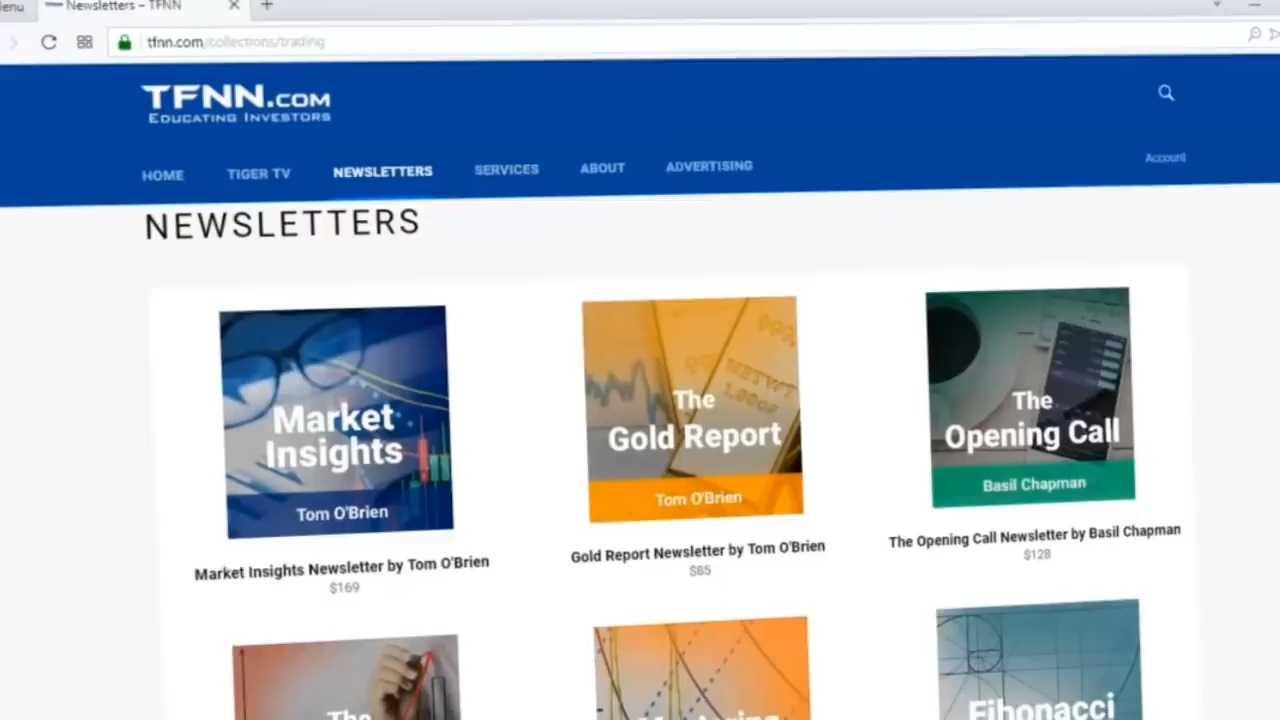 Newsletters – TFNN
tfnn.com/collections/trading
TFNN.COM
EDUCATING INVESTORS
Account
HOME TIGER TV NEWSLETTERS SERVICES ABOUT ADVERTISING
NEWSLETTERS
Market
Insights
Tom O'Brien
Market Insights Newsletter by Tom O'Brien
$169
The
Gold Report
Tom O'Brien
Gold Report Newsletter by Tom O'Brien
$85
The
Opening Call
Basil Chapman
The Opening Call Newsletter by Basil Chapman
$128
The
Fibonacci